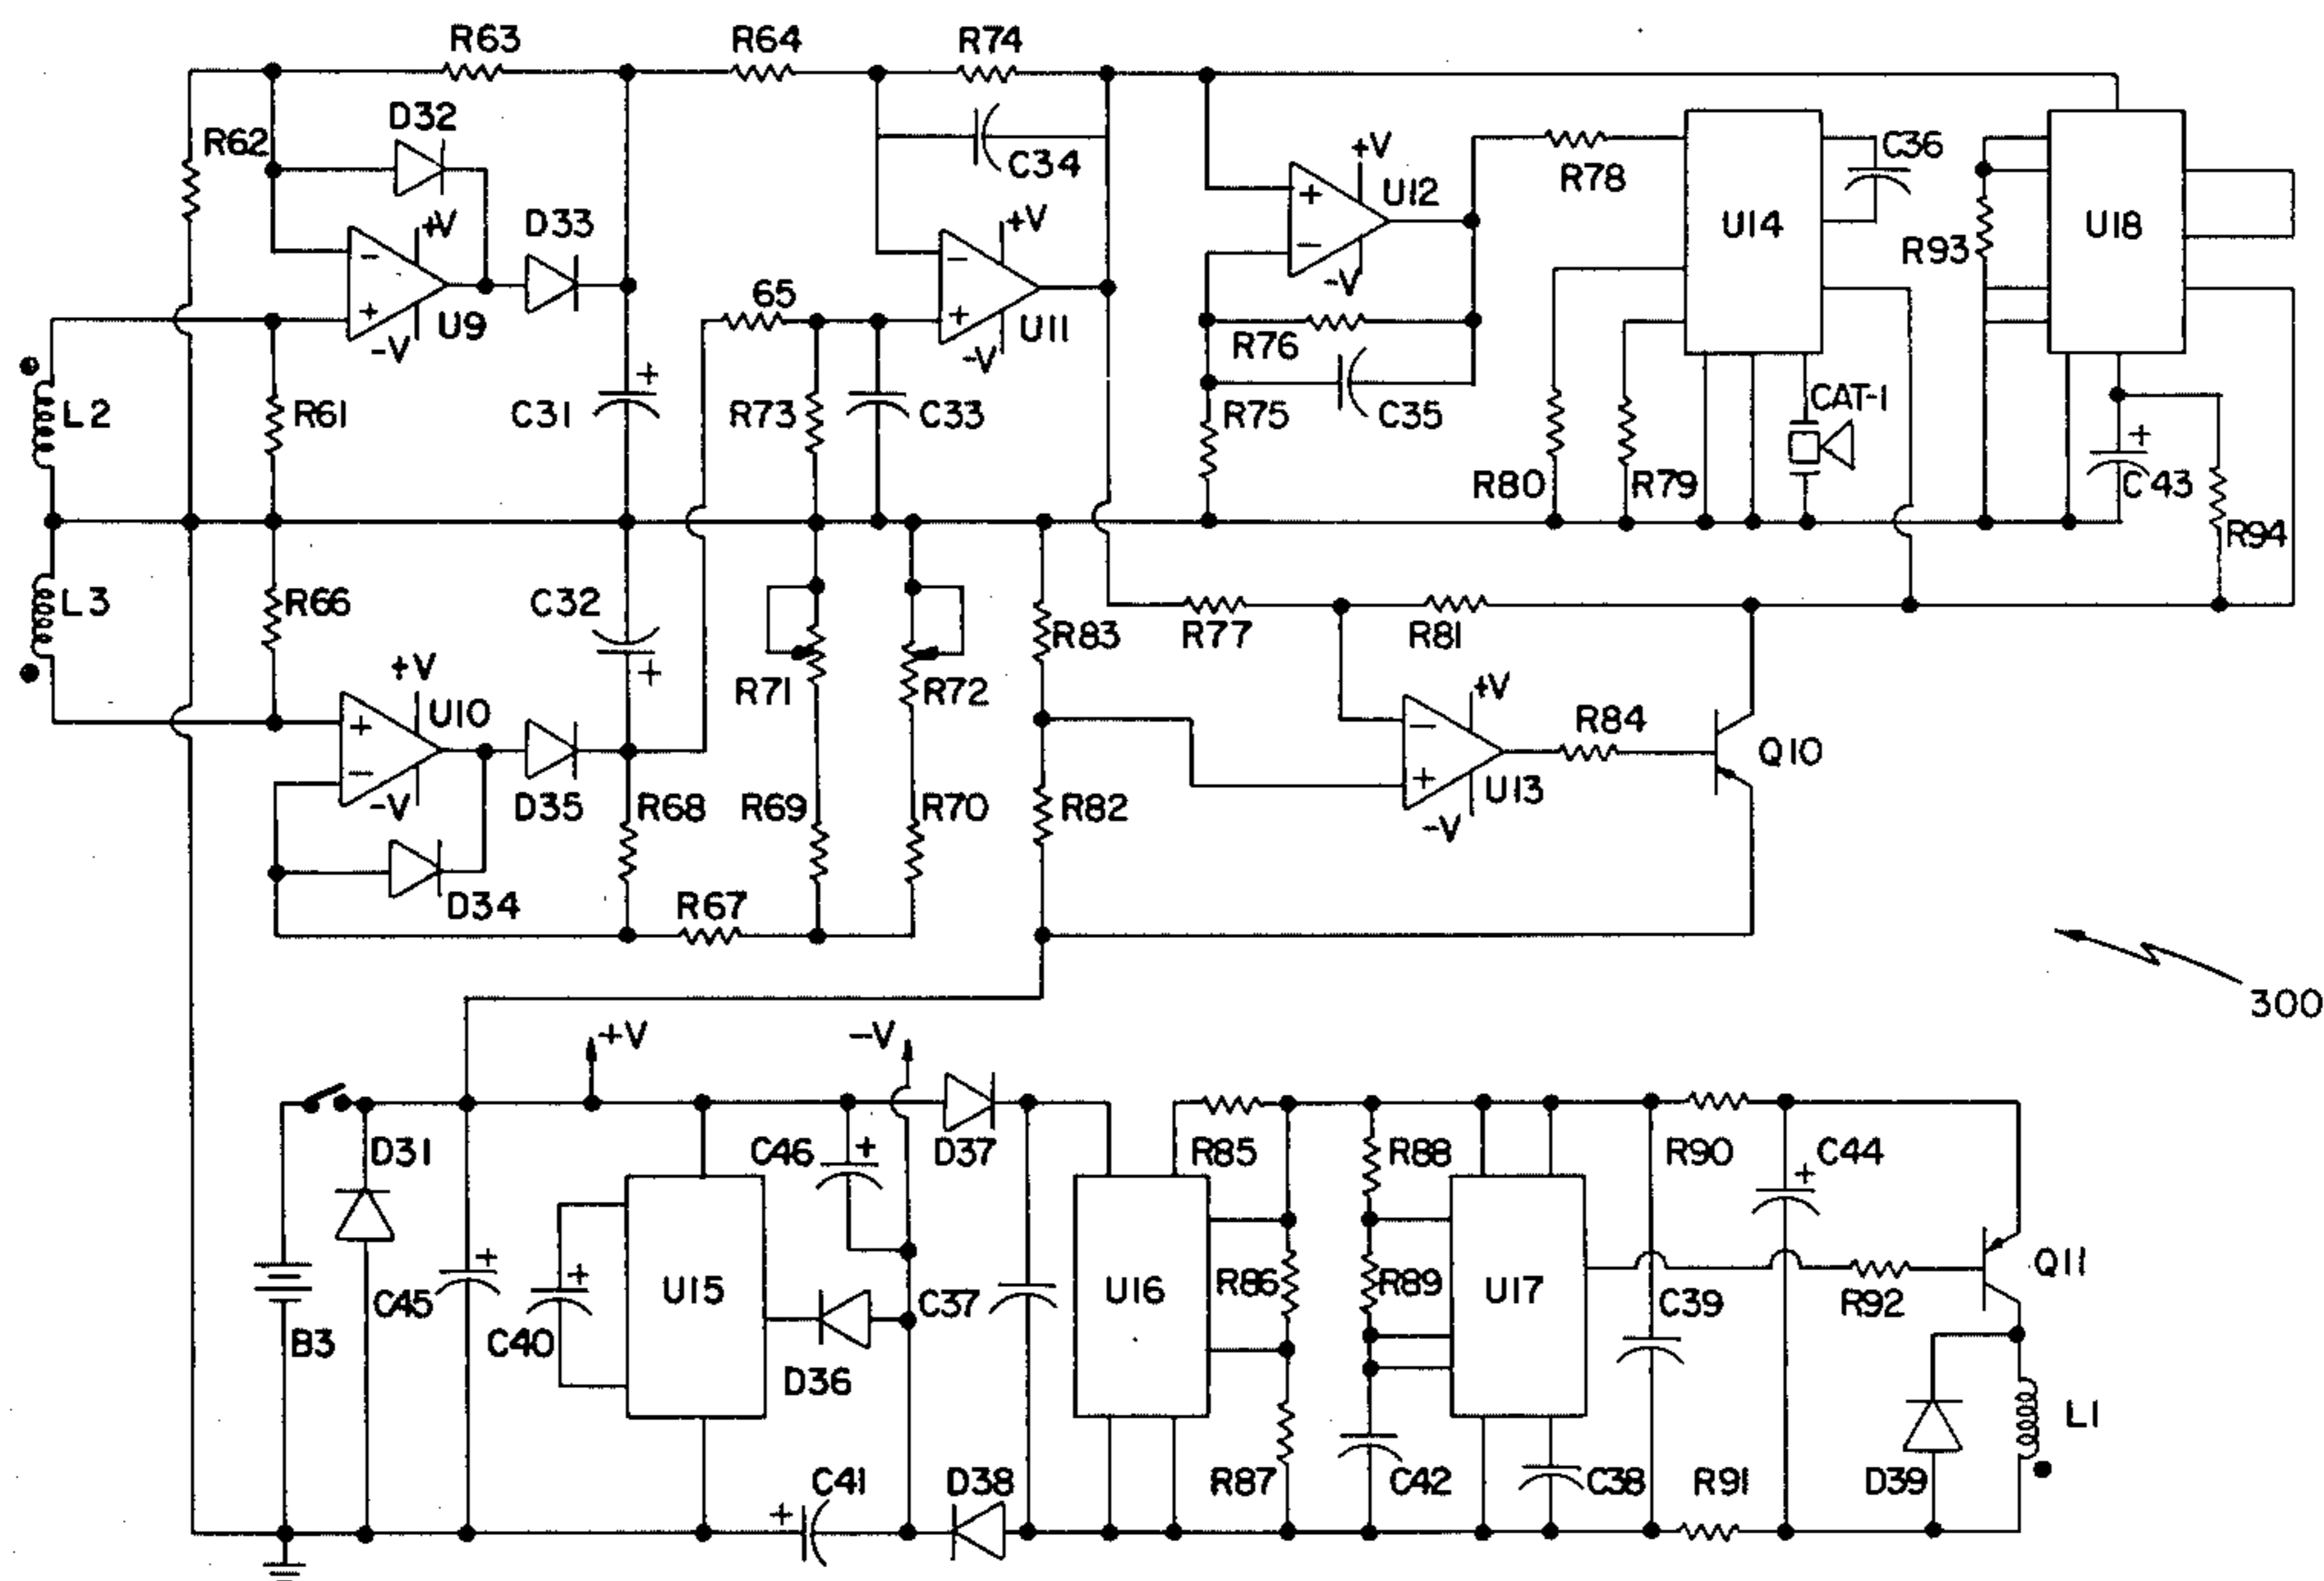 R63 R64 R74
D32
R62
C34
C36
+V
U12
R78
+V
D33
+V
+
U14
U18
−
−
R93
−
-V
65
+
+
U9
U11
R76
-V
-V
+
CAT-1
L2
R61
C31
R73
C33
R75
C35
+
R80
R79
C43
R94
L3
R66
C32
R83
R77
R81
+V
+
R71
R72
+V
R84
U10
+
−
Q10
−
+
U13
-V
D35
R68
R69
R70
R82
-V
D34
R67
300
+V
-V
D31
C46
+
D37
R85
R88
R90
C44
+
+
+
U15
U16
R86
R89
U17
Q11
C45
C37
C39
R92
B3
C40
D36
L1
C41
D38
R87
C42
C38
R91
D39
+